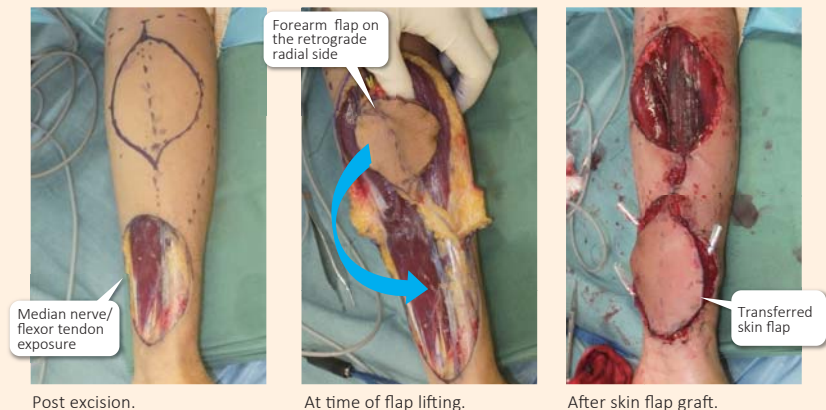 Forearm flap on
the retrograde
radial side
Median nerve/
flexor tendon
exposure
Transferred
skin flap
Post excision.
At time of flap lifting.
After skin flap graft.